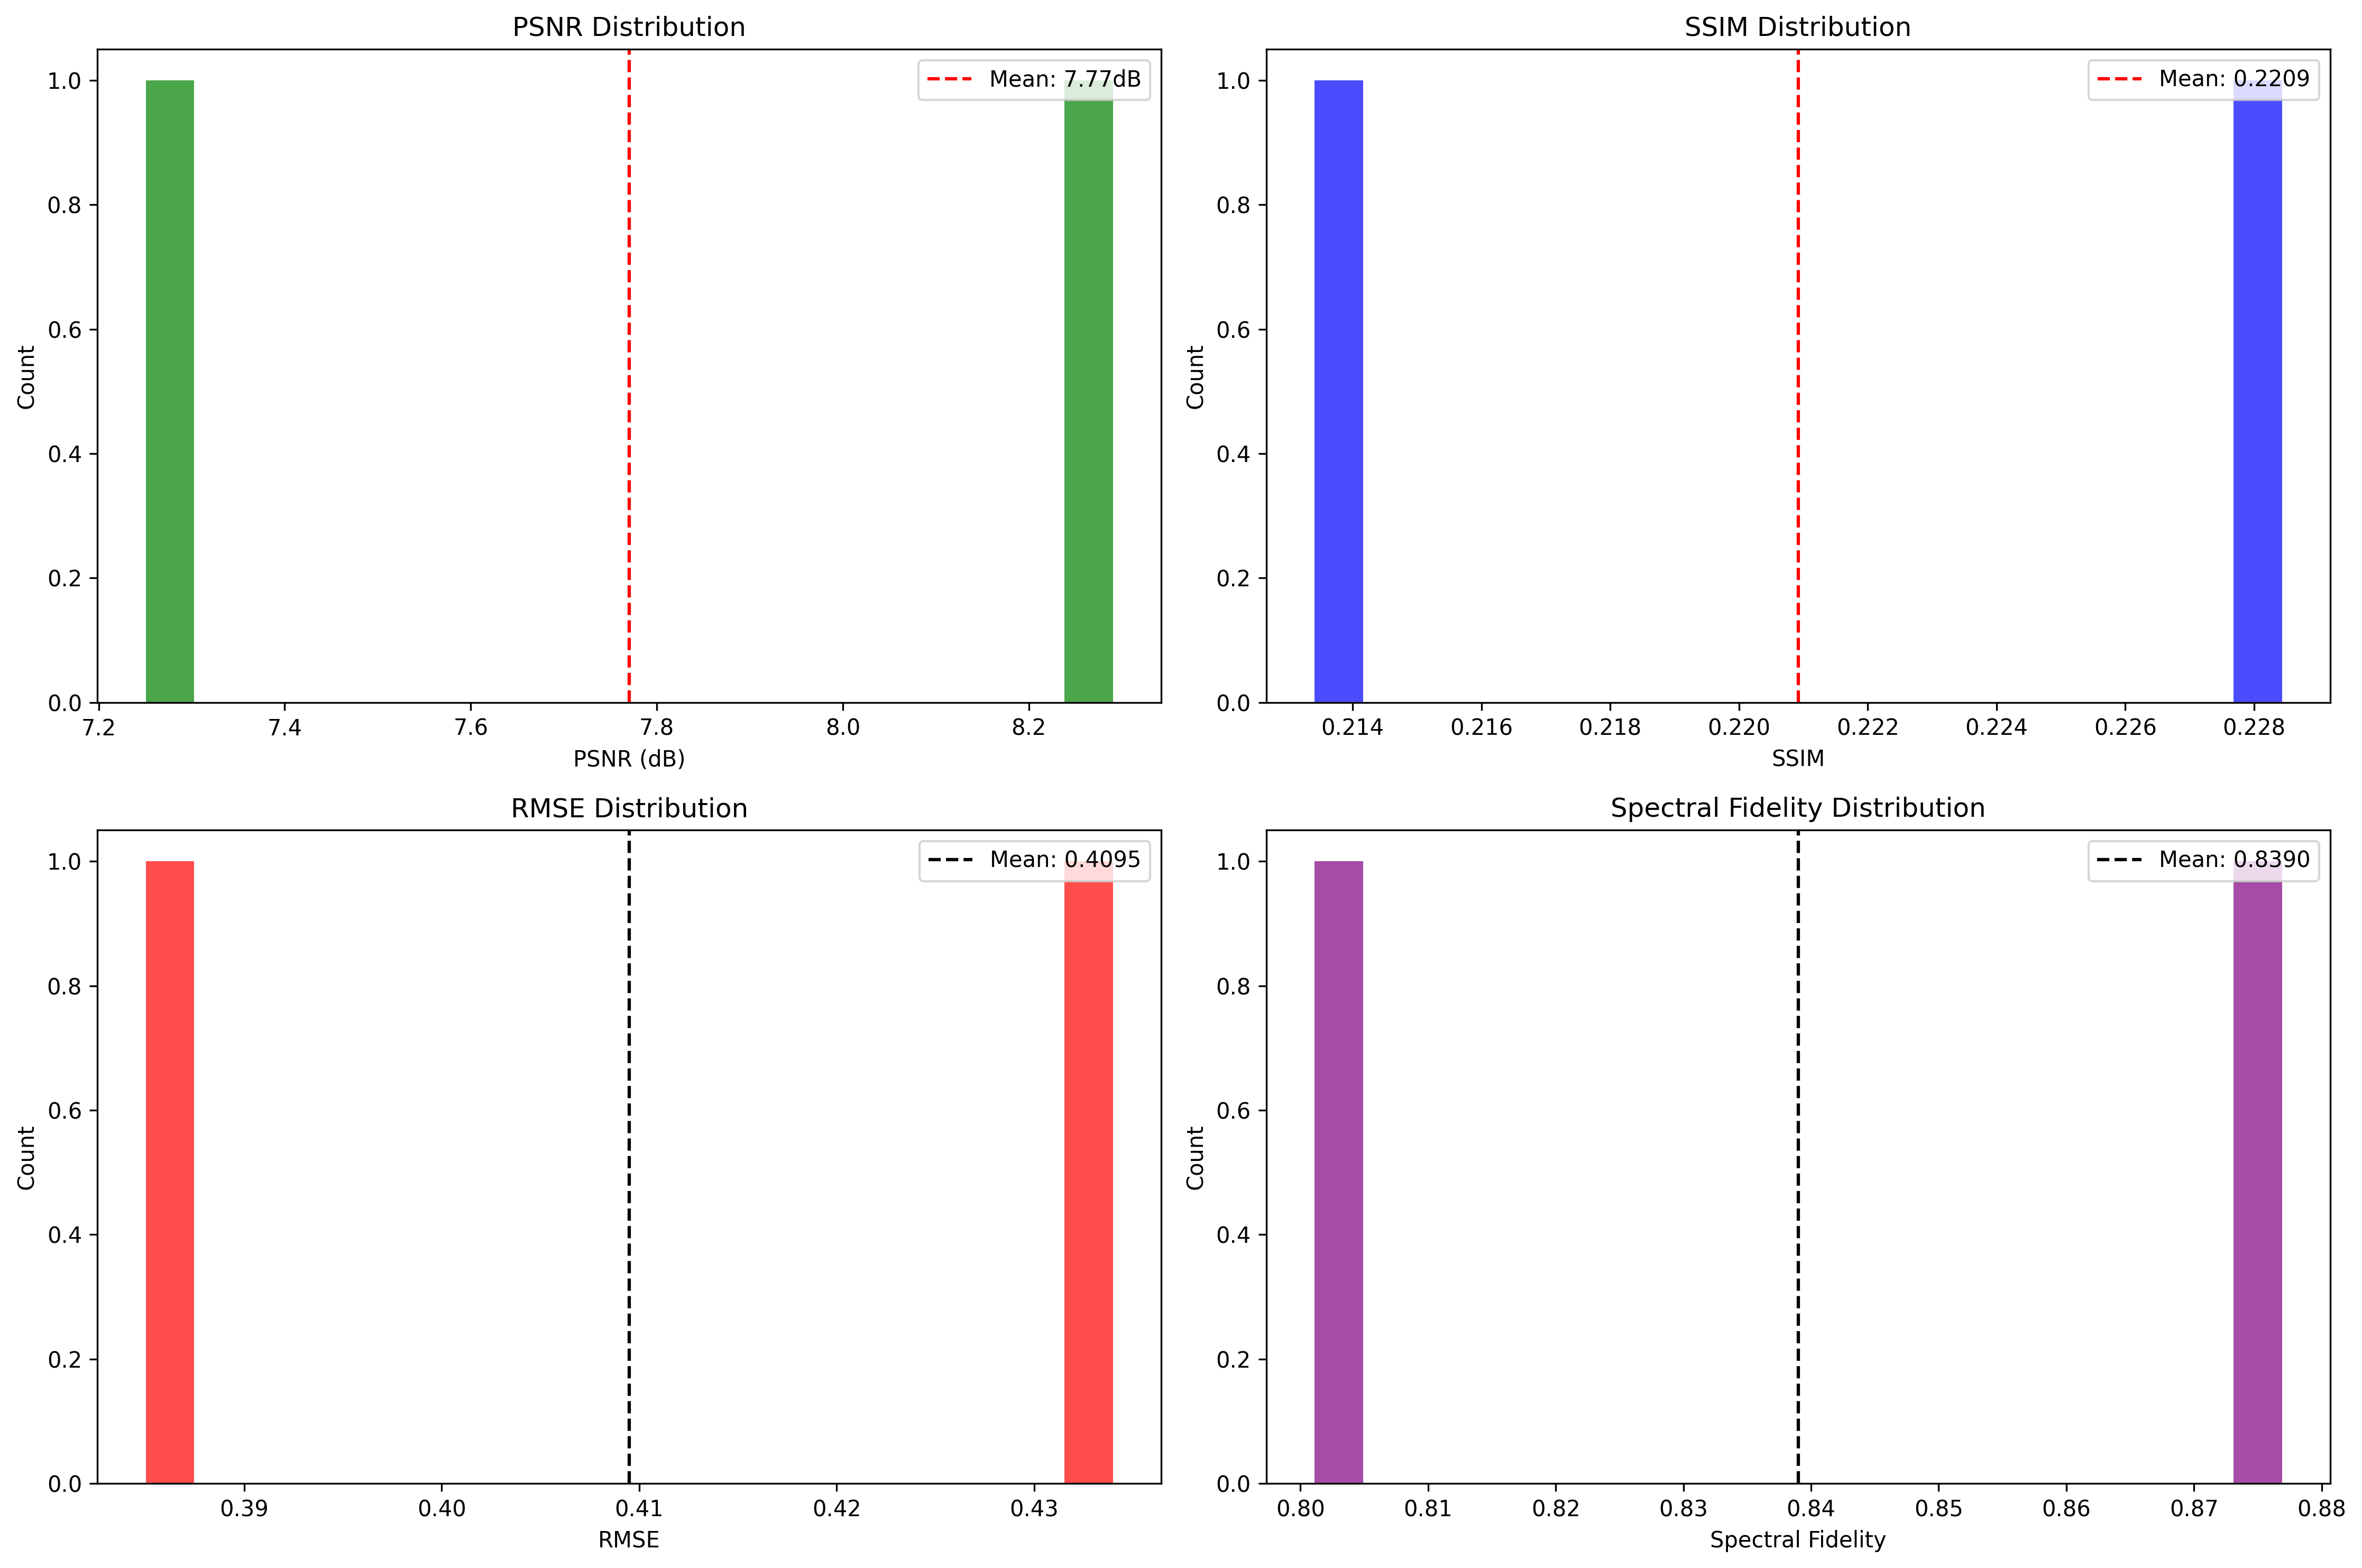 PSNR Distribution
Mean: 7.77dB
1.0
0.8
0.6
0.4
0.2
0.0
Count
7.2 7.4 7.6 7.8 8.0 8.2
PSNR (dB)
SSIM Distribution
Mean: 0.2209
1.0
0.8
0.6
0.4
0.2
0.0
Count
0.214 0.216 0.218 0.220 0.222 0.224 0.226 0.228
SSIM
RMSE Distribution
Mean: 0.4095
1.0
0.8
0.6
0.4
0.2
0.0
Count
0.39 0.40 0.41 0.42 0.43
RMSE
Spectral Fidelity Distribution
Mean: 0.8390
1.0
0.8
0.6
0.4
0.2
0.0
Count
0.80 0.81 0.82 0.83 0.84 0.85 0.86 0.87 0.88
Spectral Fidelity